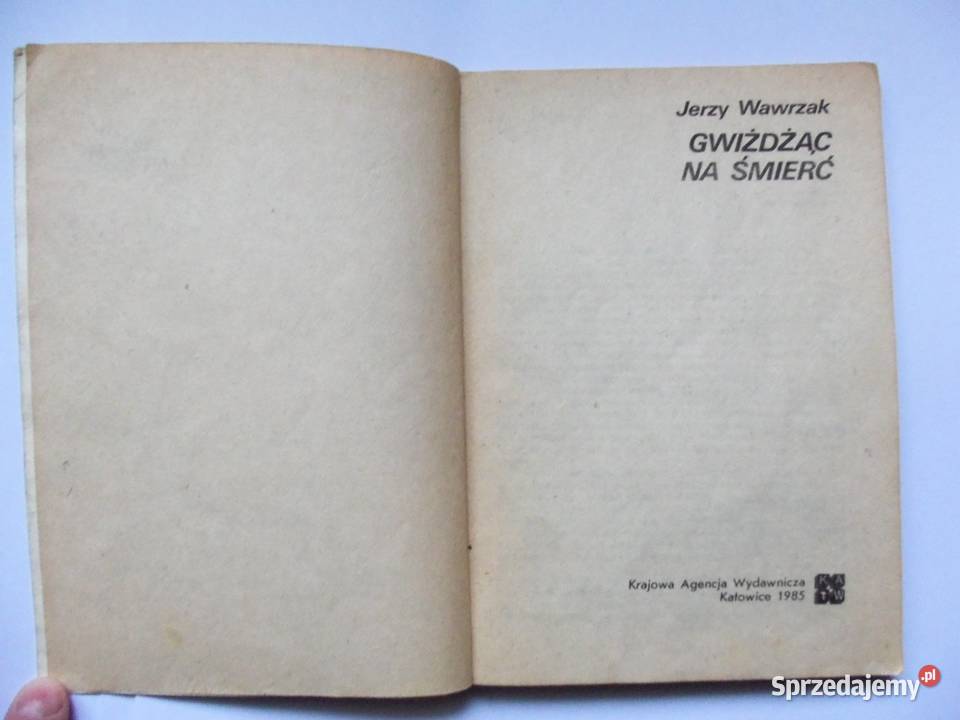 Jerzy Wawrzak
GWIŻDŻĄC
NA ŚMIERĆ
Krajowa Agencja Wydawnicza
Katowice 1985
K A
W
Sprzedajemy.pl